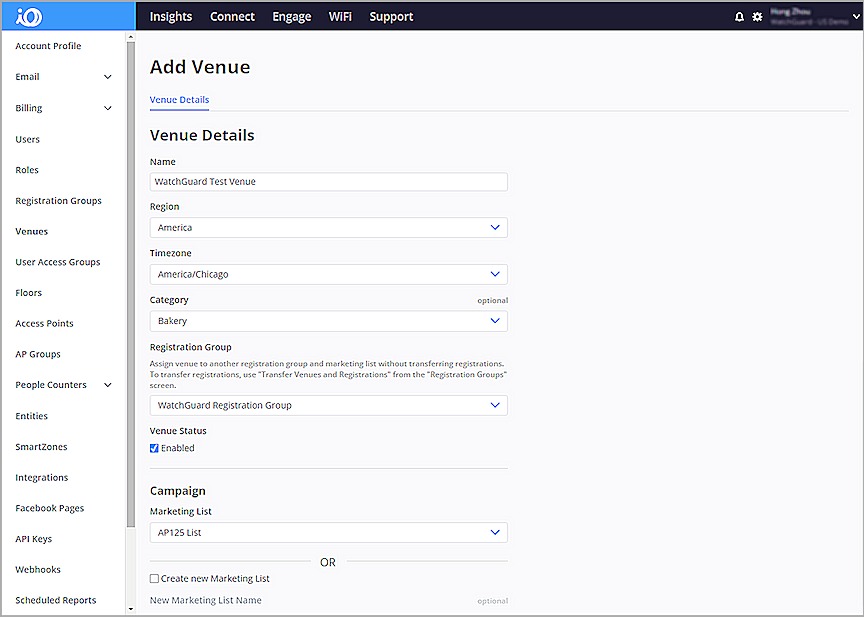 iO
Insights Connect Engage WiFi Support
Account Profile
Email
Billing
Users
Roles
Registration Groups
Venues
User Access Groups
Floors
Access Points
AP Groups
People Counters
Entities
SmartZones
Integrations
Facebook Pages
API Keys
Webhooks
Scheduled Reports
Add Venue
Venue Details
Venue Details
Name
WatchGuard Test Venue
Region
America
Timezone
America/Chicago
Category optional
Bakery
Registration Group
Assign venue to another registration group and marketing list without transferring registrations.
To transfer registrations, use "Transfer Venues and Registrations" from the "Registration Groups"
screen.
WatchGuard Registration Group
Venue Status
Enabled
Campaign
Marketing List
AP125 List
OR
Create new Marketing List
New Marketing List Name optional